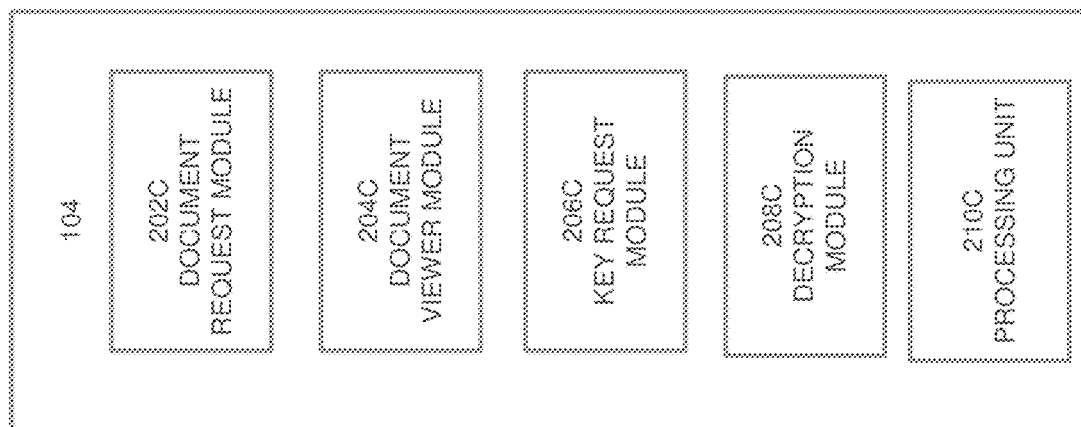 104
202C
DOCUMENT
REQUEST MODULE
204C
DOCUMENT
VIEWER MODULE
206C
KEY REQUEST
MODULE
208C
DECRYPTION
MODULE
210C
PROCESSING UNIT